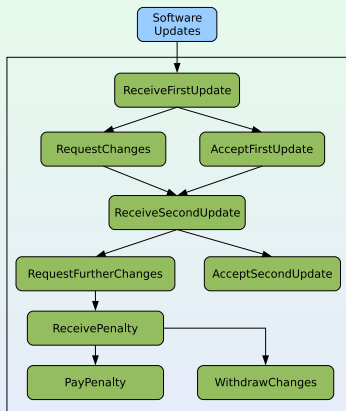 Software
Updates
ReceiveFirstUpdate
RequestChanges
AcceptFirstUpdate
ReceiveSecondUpdate
RequestFurtherChanges
AcceptSecondUpdate
ReceivePenalty
PayPenalty
WithdrawChanges